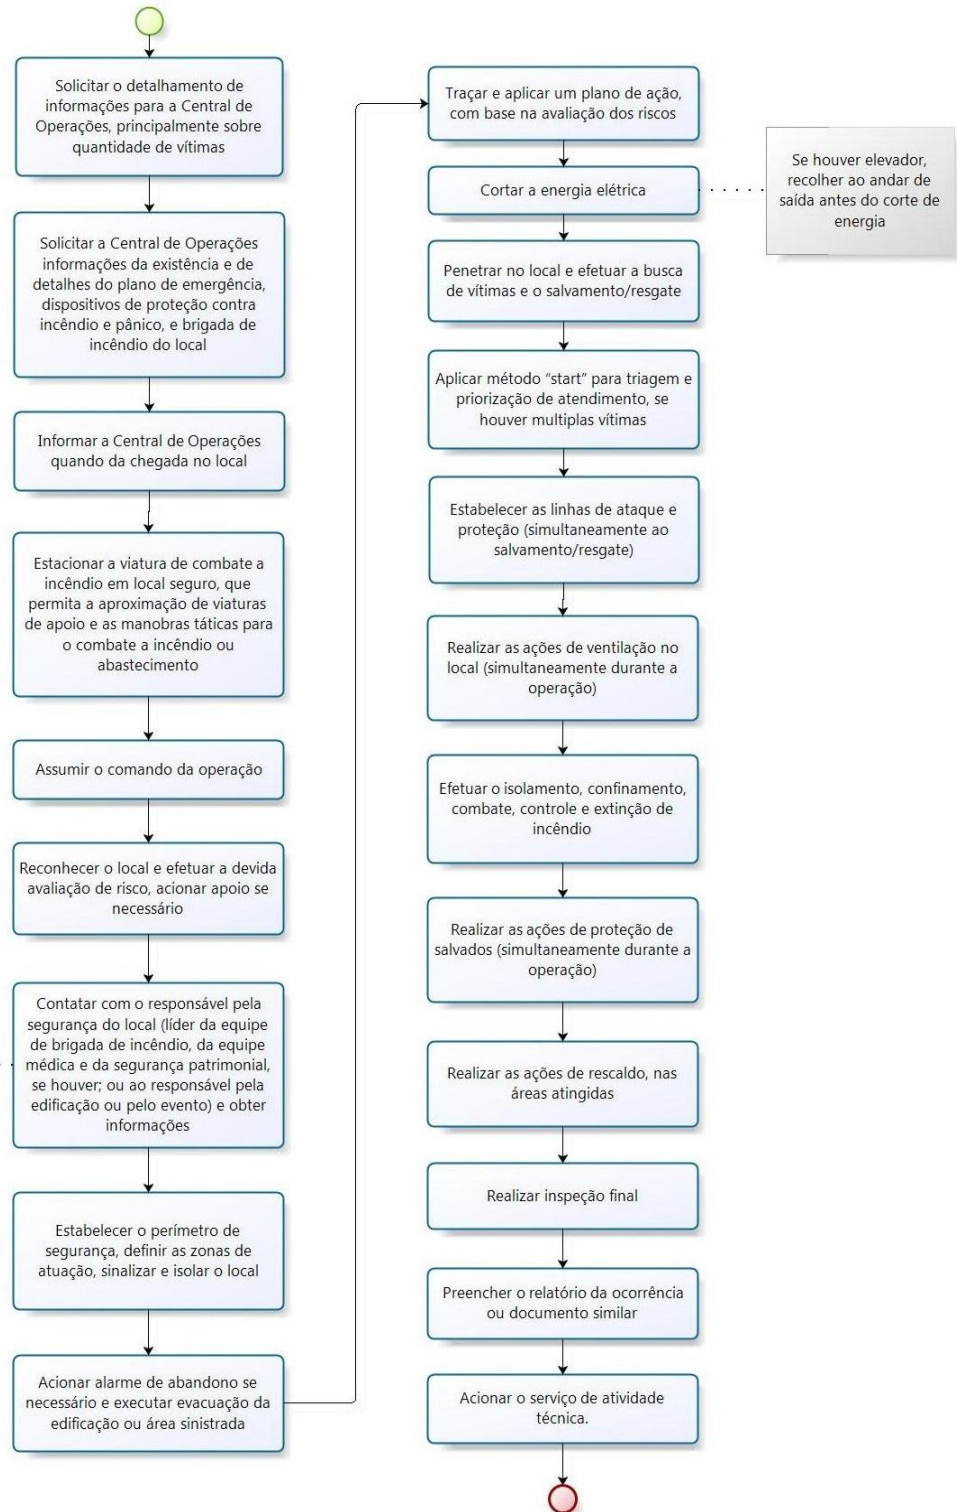 Solicitar o detalhamento de
informações para a Central de
Operações, principalmente sobre
quantidade de vítimas
Solicitar a Central de Operações
informações da existência e de
detalhes do plano de emergência,
dispositivos de proteção contra
incêndio e pânico, e brigada de
incêndio do local
Informar a Central de Operações
quando da chegada no local
Estacionar a viatura de combate a
incêndio em local seguro, que
permita a aproximação de viaturas
de apoio e as manobras táticas para
o combate a incêndio ou
abastecimento
Assumir o comando da operação
Reconhecer o local e efetuar a devida
avaliação de risco, acionar apoio se
necessário
Contatar com o responsável pela
segurança do local (líder da equipe
de brigada de incêndio, da equipe
médica e da segurança patrimonial,
se houver; ou ao responsável pela
edificação ou pelo evento) e obter
informações
Estabelecer o perímetro de
segurança, definir as zonas de
atuação, sinalizar e isolar o local
Acionar alarme de abandono se
necessário e executar evacuação da
edificação ou área sinistrada
Traçar e aplicar um plano de ação,
com base na avaliação dos riscos
Cortar a energia elétrica
Se houver elevador,
recolher ao andar de
saída antes do corte de
energia
Penetrar no local e efetuar a busca
de vítimas e o salvamento/resgate
Aplicar método “start” para triagem e
priorização de atendimento, se
houver multiplas vítimas
Estabelecer as linhas de ataque e
proteção (simultaneamente ao
salvamento/resgate)
Realizar as ações de ventilação no
local (simultaneamente durante a
operação)
Efetuar o isolamento, confinamento,
combate, controle e extinção de
incêndio
Realizar as ações de proteção de
salvados (simultaneamente durante a
operação)
Realizar as ações de rescaldo, nas
áreas atingidas
Realizar inspeção final
Preencher o relatório da ocorrência
ou documento similar
Acionar o serviço de atividade
técnica.